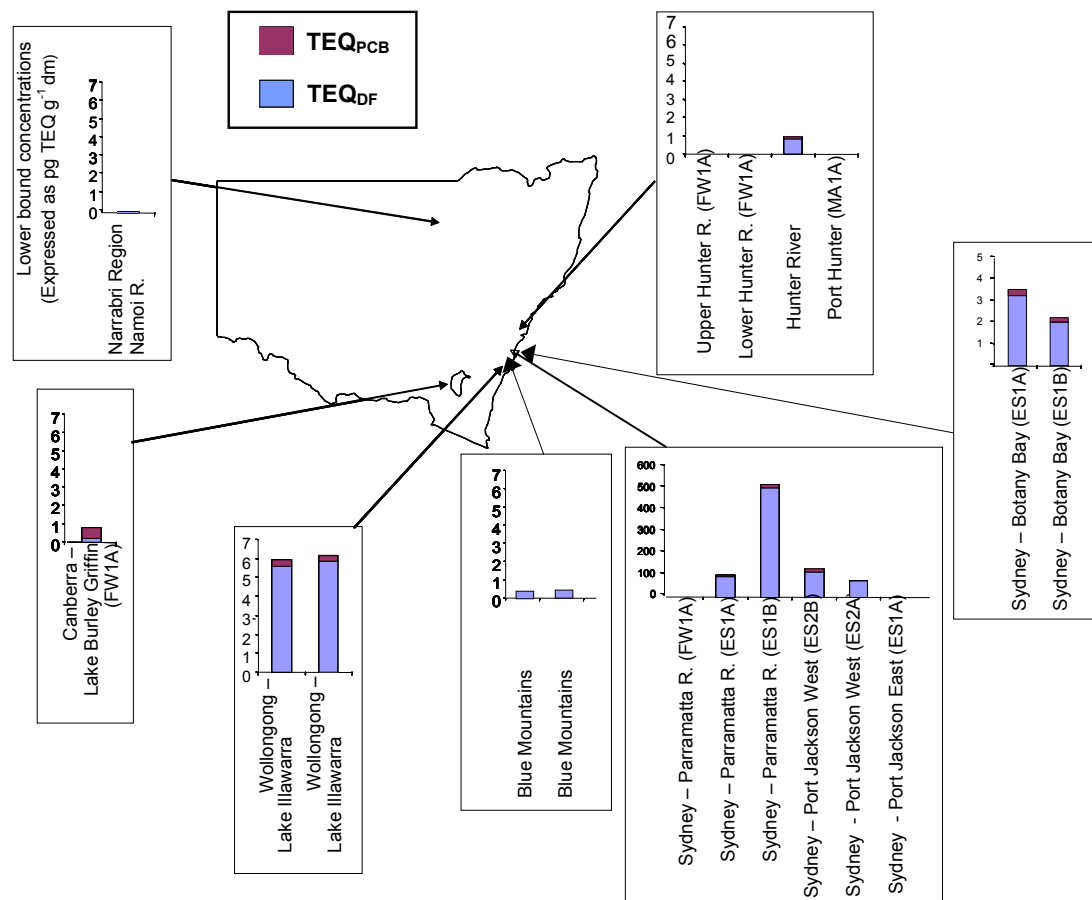 TEQPCB
TEQDF
Lower bound concentrations
(Expressed as pg TEQ g-1 dm)
7
6
5
4
3
2
1
0
Narrabri Region
Namoi R.
7
6
5
4
3
2
1
0
Upper Hunter R. (FW1A)
Lower Hunter R. (FW1A)
Hunter River
Port Hunter (MA1A)
5
4
3
2
1
Sydney – Botany Bay (ES1A)
Sydney – Botany Bay (ES1B)
7
6
5
4
3
2
1
0
Canberra –
Lake Burley Griffin
(FW1A)
7
6
5
4
3
2
1
0
Wollongong –
Lake Illawarra
Wollongong –
Lake Illawarra
7
6
5
4
3
2
1
0
Blue Mountains
Blue Mountains
600
500
400
300
200
100
0
Sydney – Parramatta R. (FW1A)
Sydney – Parramatta R. (ES1A)
Sydney – Parramatta R. (ES1B)
Sydney – Port Jackson West (ES2B)
Sydney - Port Jackson West (ES2A)
Sydney - Port Jackson East (ES1A)